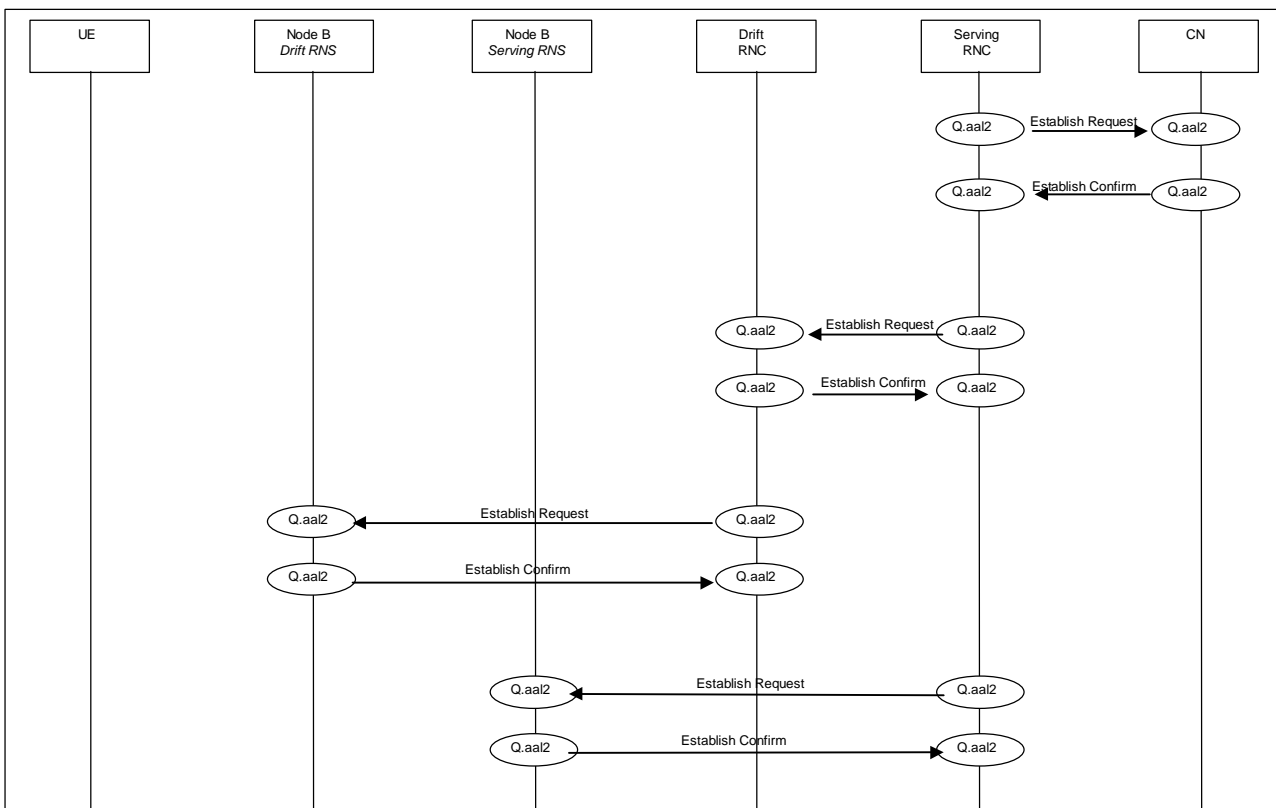 UE
Node B
Drift RNS
Node B
Serving RNS
Drift
RNC
Serving
RNC
CN
Q.aal2
Establish Request
Q.aal2
Q.aal2
Establish Confirm
Q.aal2
Q.aal2
Establish Request
Q.aal2
Q.aal2
Establish Confirm
Q.aal2
Q.aal2
Establish Request
Q.aal2
Q.aal2
Establish Confirm
Q.aal2
Q.aal2
Establish Request
Q.aal2
Q.aal2
Establish Confirm
Q.aal2